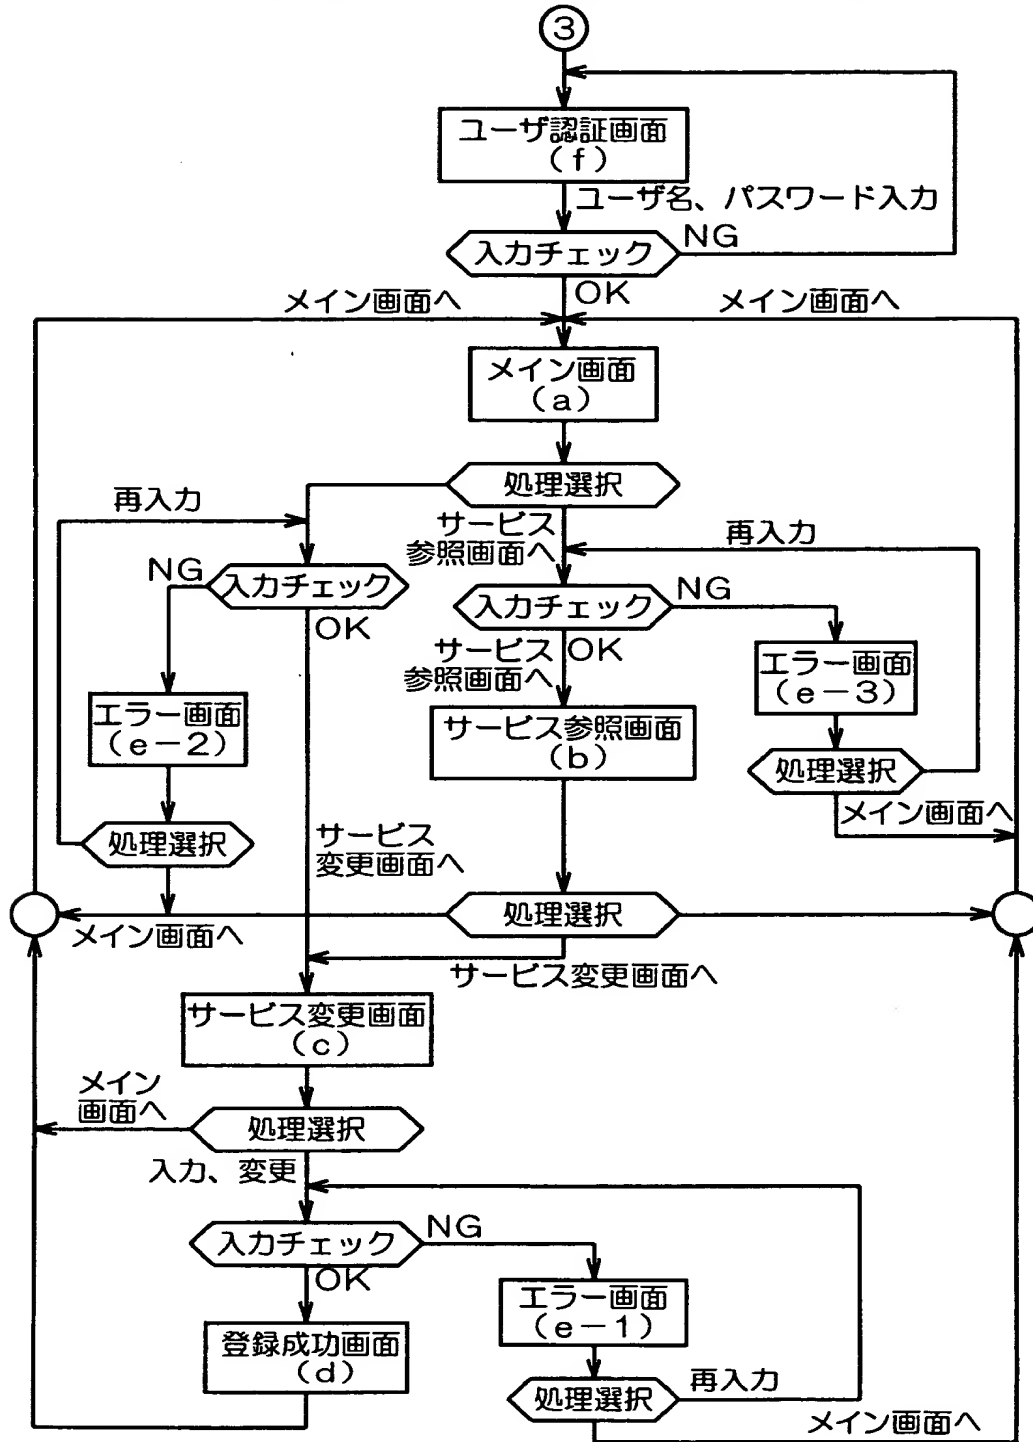 ③
ユーザ認証画面
(f)
ユーザ名、パスワード入力
入力チェック
NG
OK
メイン画面へ
メイン画面へ
メイン画面
(a)
処理選択
再入力
サービス
参照画面へ
再入力
NG
入力チェック
OK
入力チェック
NG
サービス
参照画面へ
OK
エラー画面
(e-3)
エラー画面
(e-2)
サービス参照画面
(b)
処理選択
メイン画面へ
処理選択
サービス
変更画面へ
処理選択
メイン画面へ
サービス変更画面へ
サービス変更画面
(c)
メイン
画面へ
処理選択
入力、変更
入力チェック
NG
OK
エラー画面
(e-1)
登録成功画面
(d)
処理選択
再入力
メイン画面へ